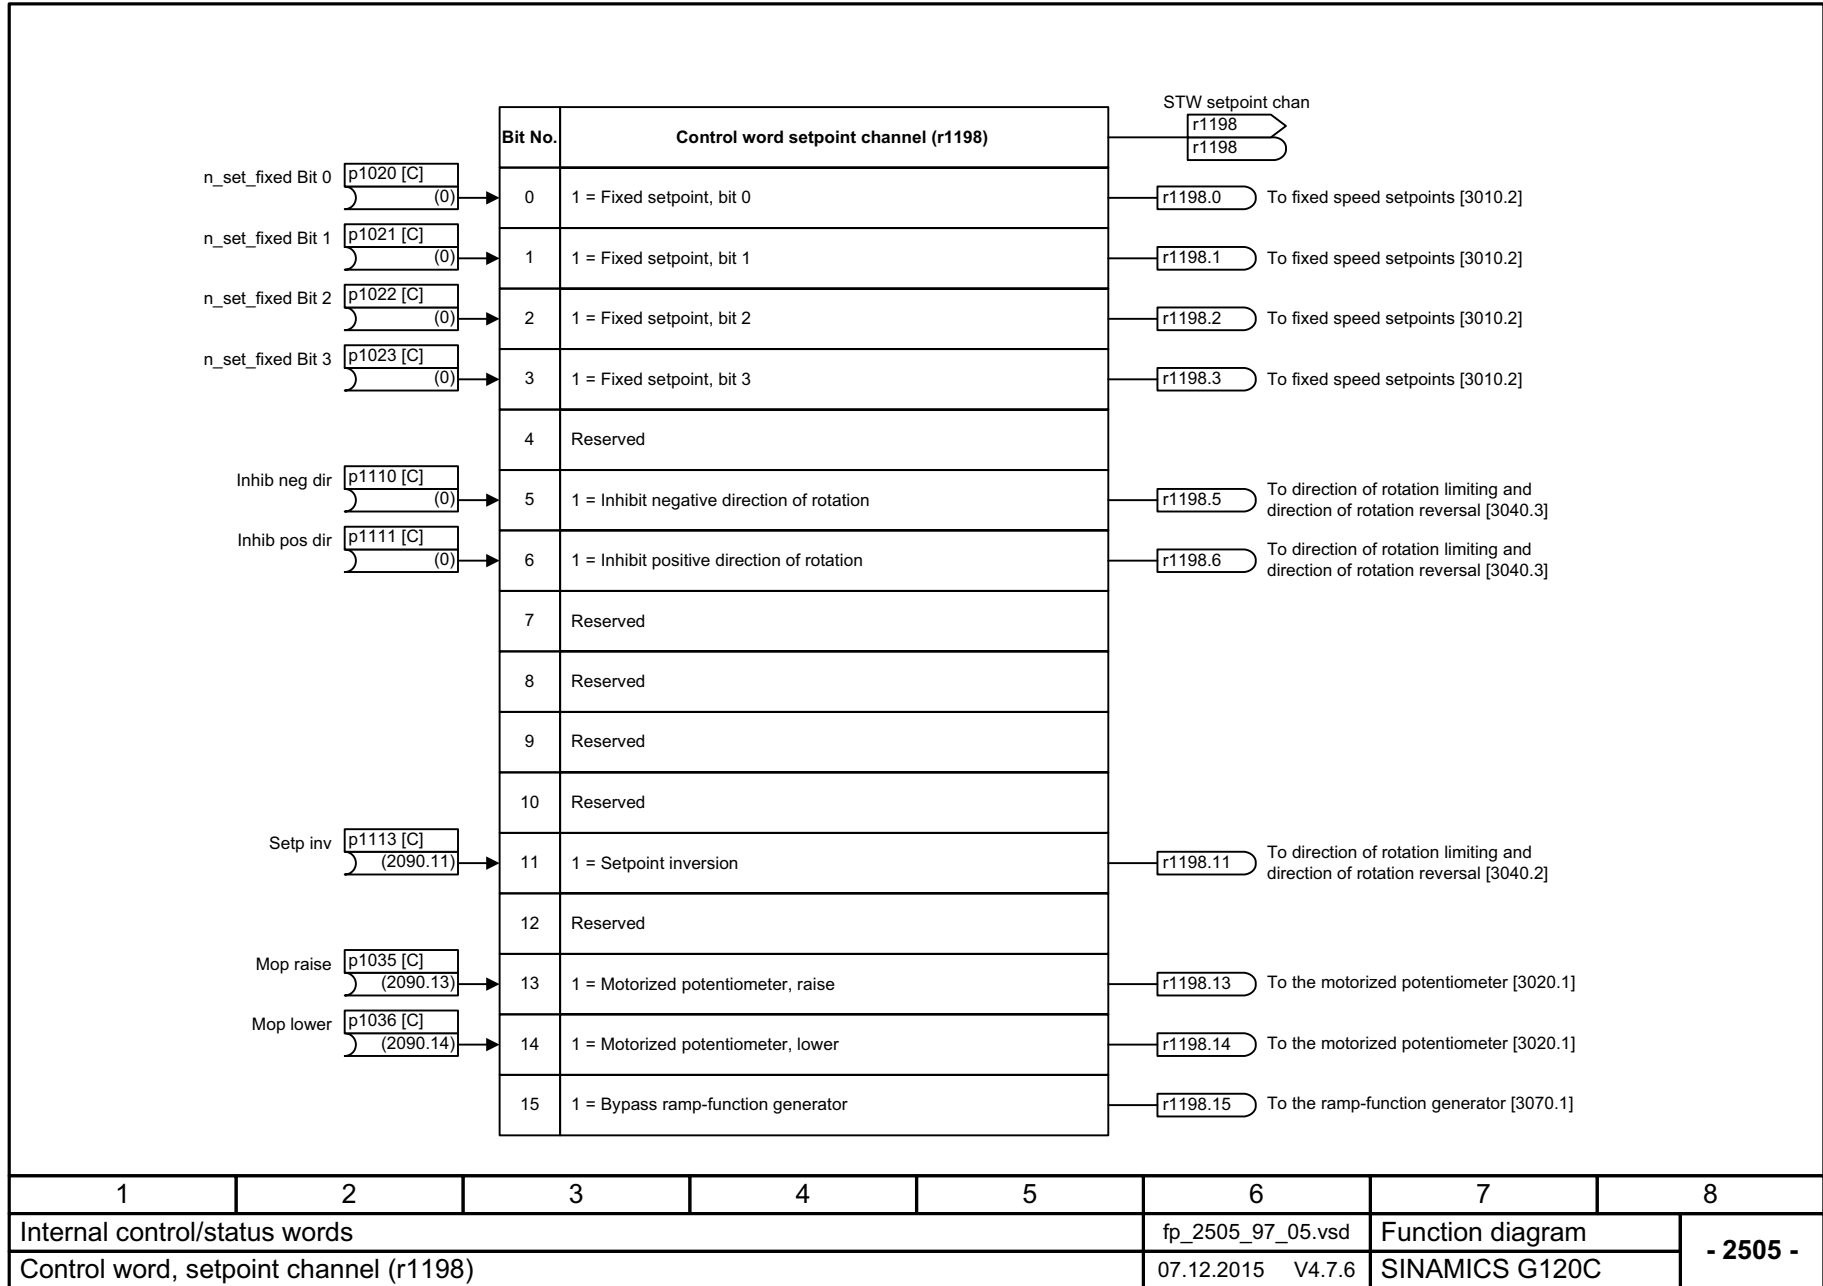 STW setpoint chan
r1198
r1198
Bit No. Control word setpoint channel (r1198)
n_set_fixed Bit 0 p1020 [C]
(0) 0 1 = Fixed setpoint, bit 0 r1198.0 To fixed speed setpoints [3010.2]
n_set_fixed Bit 1 p1021 [C]
(0) 1 1 = Fixed setpoint, bit 1 r1198.1 To fixed speed setpoints [3010.2]
n_set_fixed Bit 2 p1022 [C]
(0) 2 1 = Fixed setpoint, bit 2 r1198.2 To fixed speed setpoints [3010.2]
n_set_fixed Bit 3 p1023 [C]
(0) 3 1 = Fixed setpoint, bit 3 r1198.3 To fixed speed setpoints [3010.2]
4 Reserved
Inhib neg dir p1110 [C]
(0) 5 1 = Inhibit negative direction of rotation r1198.5 To direction of rotation limiting and
direction of rotation reversal [3040.3]
Inhib pos dir p1111 [C]
(0) 6 1 = Inhibit positive direction of rotation r1198.6 To direction of rotation limiting and
direction of rotation reversal [3040.3]
7 Reserved
8 Reserved
9 Reserved
10 Reserved
Setp inv p1113 [C]
(2090.11) 11 1 = Setpoint inversion r1198.11 To direction of rotation limiting and
direction of rotation reversal [3040.2]
12 Reserved
Mop raise p1035 [C]
(2090.13) 13 1 = Motorized potentiometer, raise r1198.13 To the motorized potentiometer [3020.1]
Mop lower p1036 [C]
(2090.14) 14 1 = Motorized potentiometer, lower r1198.14 To the motorized potentiometer [3020.1]
15 1 = Bypass ramp-function generator r1198.15 To the ramp-function generator [3070.1]
1 2 3 4 5 6 7 8
Internal control/status words fp_2505_97_05.vsd Function diagram
- 2505 -
Control word, setpoint channel (r1198) 07.12.2015 V4.7.6 SINAMICS G120C